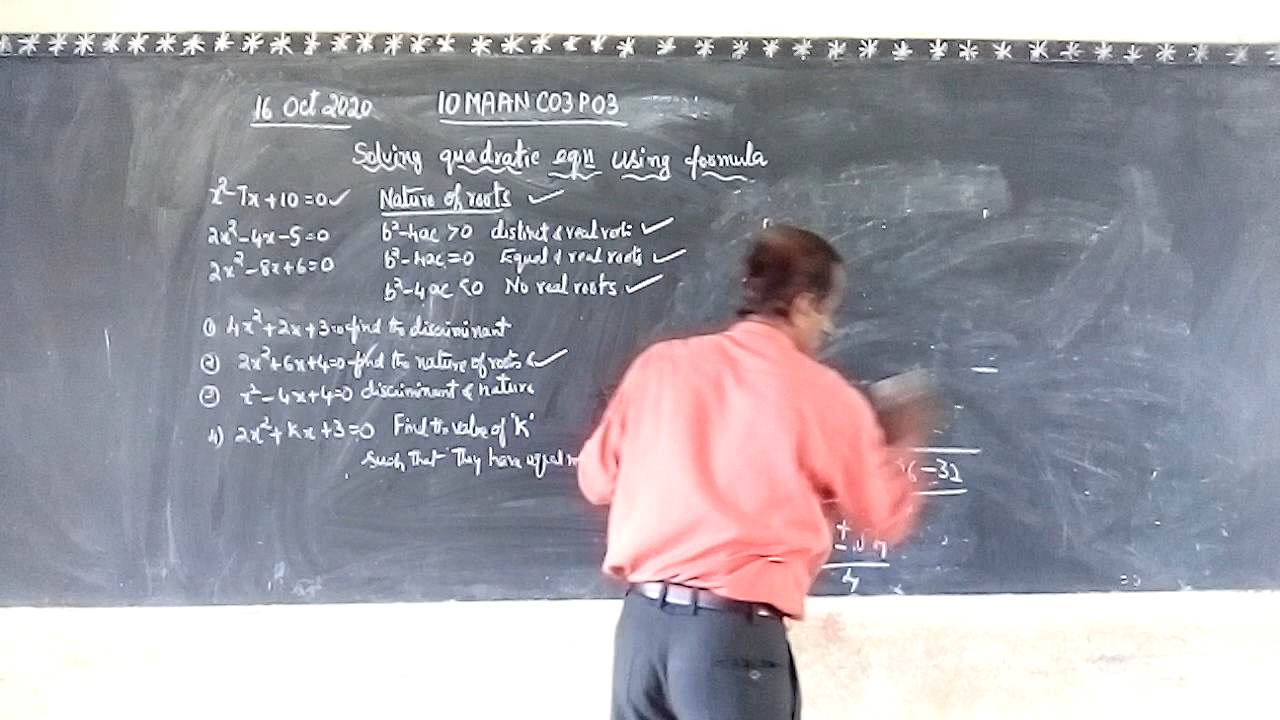 16 Oct 2020 10MAAN CO3PO3
Solving quadratic eqn using formula
x²-7x+10=0 ✓ Nature of roots ✓
2x²-4x-5=0 b²-4ac >0 distinct & real roots ✓
2x²-8x+6=0 b²-4ac=0 Equal & real roots ✓
b²-4ac <0 No real roots ✓
1) 4x²+2x+3=0 find the discriminant
2) 2x²+6x+4=0 find the nature of roots ✓
3) x²-4x+4=0 discriminant & nature
4) 2x²+Kx+3=0 Find the value of 'K'
such that They have equal
-32